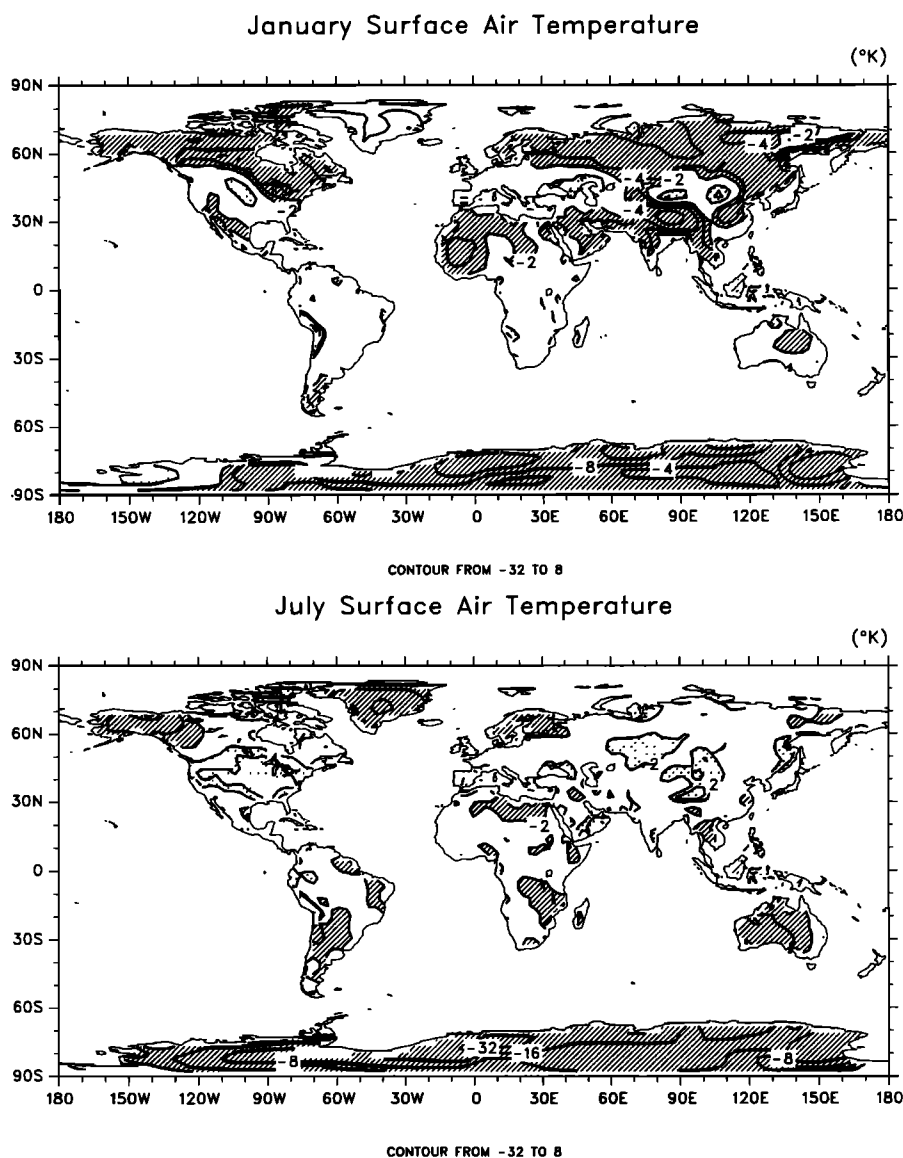 January Surface Air Temperature
(°K)
90N
60N
30N
0
30S
60S
-90S
-2
-4
-4
-2
-2
-4
-4
-2
-8
-4
180 150W 120W 90W 60W 30W 0 30E 60E 90E 120E 150E 180
CONTOUR FROM -32 TO 8
July Surface Air Temperature
(°K)
90N
60N
30N
0
30S
60S
90S
2
2
-2
-32
-16
-8
-8
180 150W 120W 90W 60W 30W 0 30E 60E 90E 120E 150E 180
CONTOUR FROM -32 TO 8